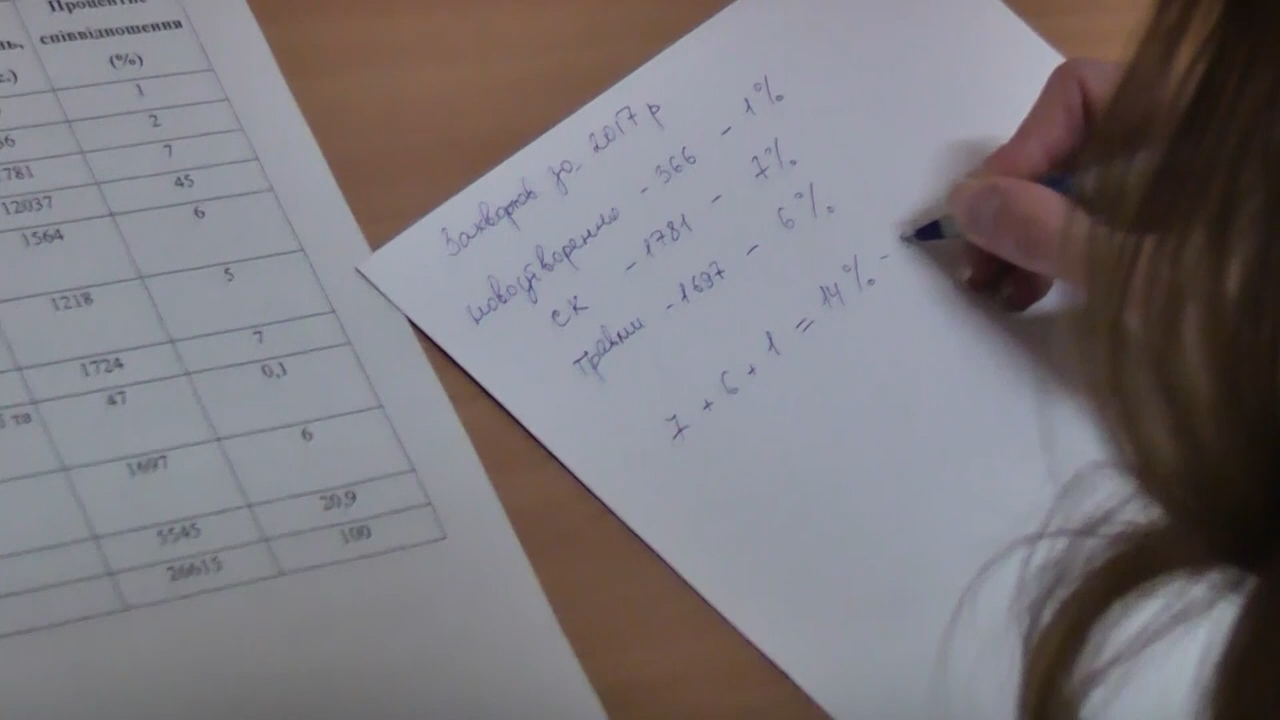 Процентне
співвідношення
(%)
1
66 2
1781 7
12037 45
1564 6
1218 5
1724 7
та 47 0,1
1697 6
5545 20,9
26615 100
Захворюв за 2017 р
новоутворення - 366 - 1%
СК - 1781 - 7%
травми - 1697 - 6%
7 + 6 + 1 = 14% -